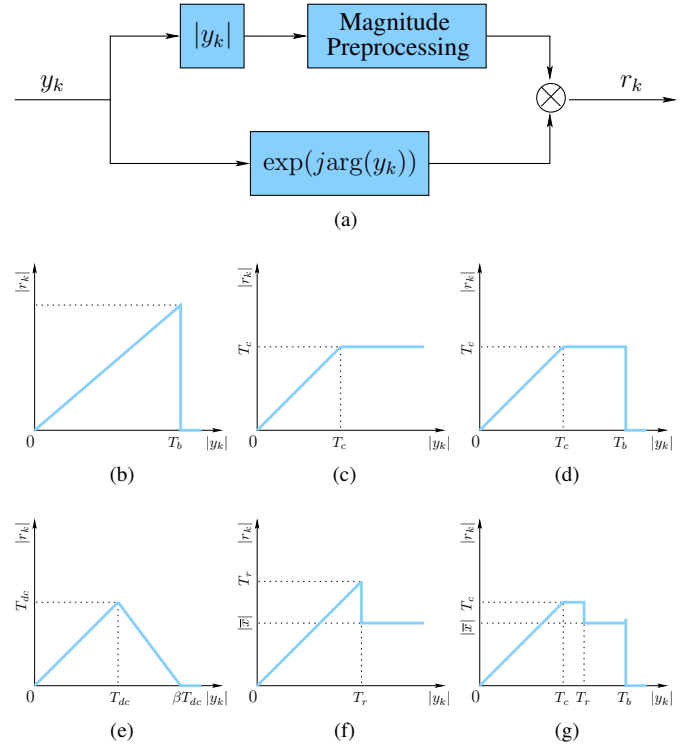 |y_k|
Magnitude
Preprocessing
y_k
r_k
exp(jarg(y_k))
(a)
|r_k|
0
T_b
|y_k|
(b)
|r_k|
T_c
0
T_c
|y_k|
(c)
|r_k|
T_c
0
T_c
T_b
|y_k|
(d)
|r_k|
T_dc
0
T_dc
βT_dc
|y_k|
(e)
|r_k|
T_r
|x̅|
0
T_r
|y_k|
(f)
|r_k|
T_c
|x̅|
0
T_c
T_r
T_b
|y_k|
(g)